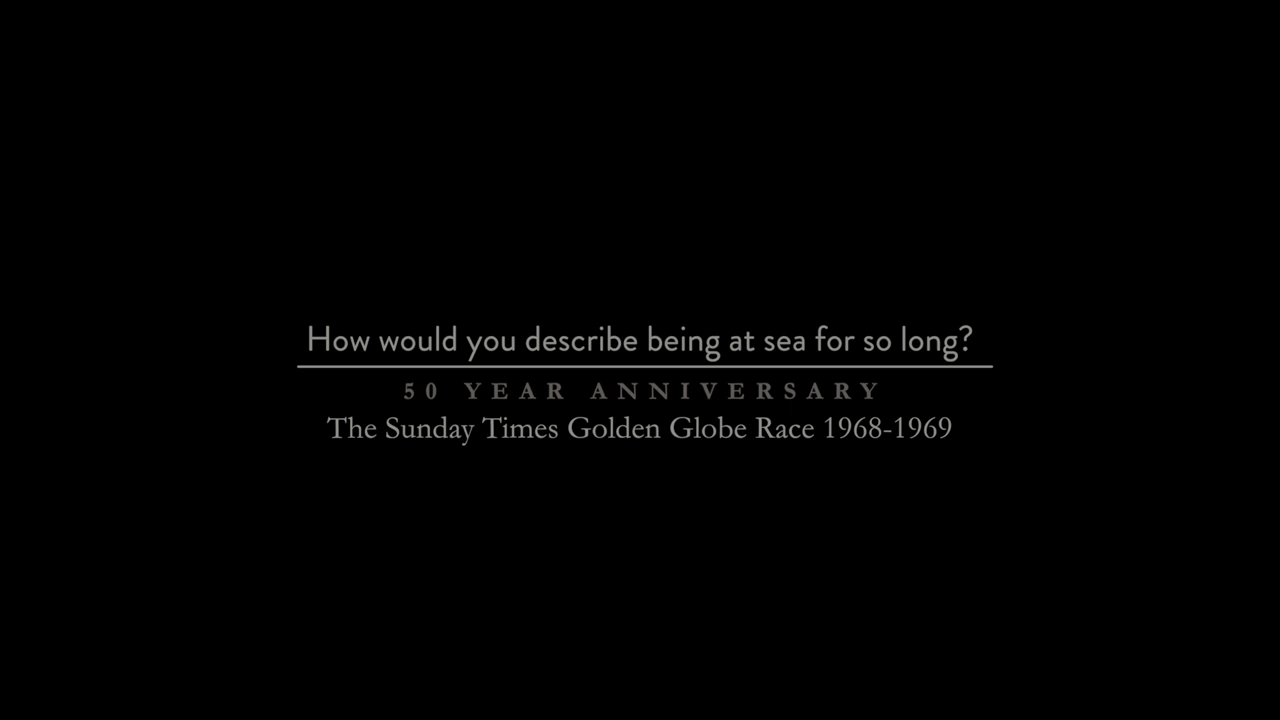 How would you describe being at sea for so long?
50 YEAR ANNIVERSARY
The Sunday Times Golden Globe Race 1968-1969